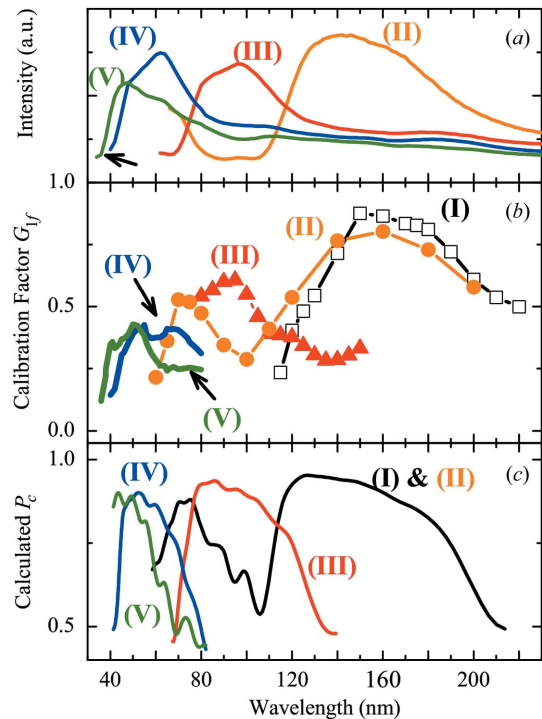 (IV) (II) (a)
(III)
(V)
Intensity (a.u.)
1.0 (b)
(I)
(II)
(III)
(IV)
0.5
(V)
0.0
Calibration Factor G1f
1.0 (c)
(IV) (I) & (II)
(III)
(V)
0.5
Calculated Pc
40 80 120 160 200
Wavelength (nm)